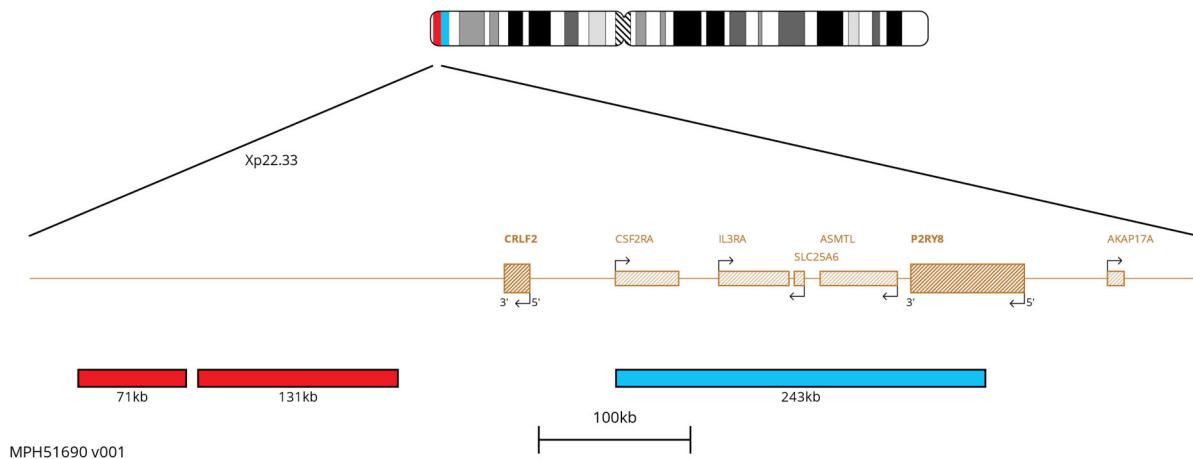 Xp22.33
CRLF2
CSF2RA
IL3RA
SLC25A6
ASMTL
P2RY8
AKAP17A
3' 5'
3' 5'
71kb
131kb
243kb
100kb
MPH51690 v001